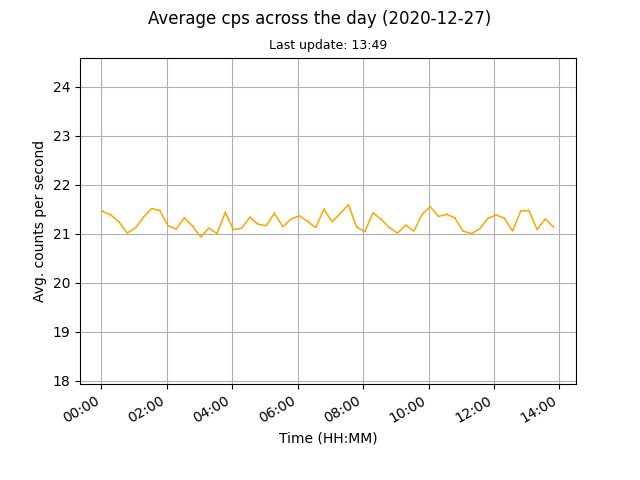 Average cps across the day (2020-12-27)
Last update: 13:49
24
23
22
21
20
19
18
Avg. counts per second
00:00 02:00 04:00 06:00 08:00 10:00 12:00 14:00
Time (HH:MM)